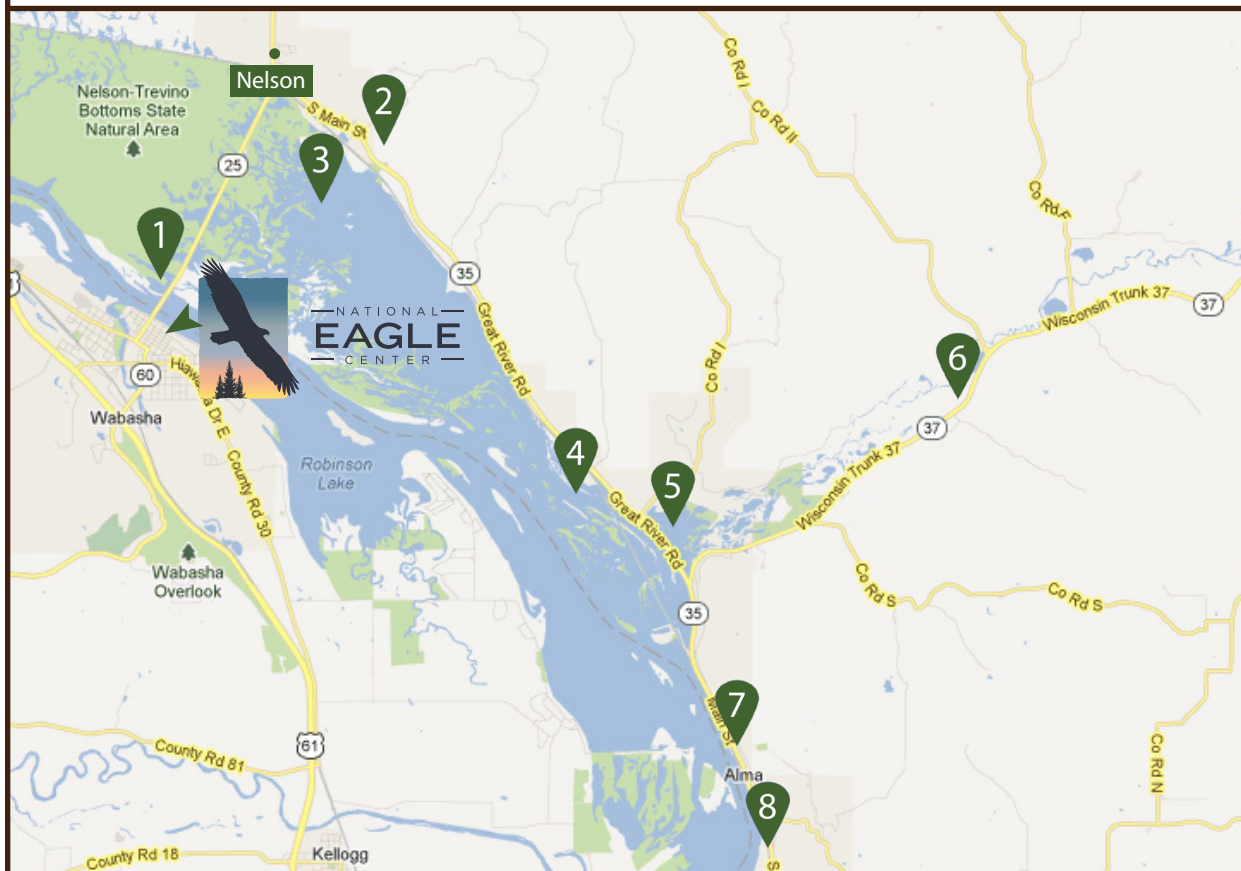 Nelson
Nelson-Trevino
Bottoms State
Natural Area
S Main St
2
3
25
1
35
NATIONAL
EAGLE
CENTER
Great River Rd
60
Wabasha
County Rd 30
Robinson
Lake
Wabasha
Overlook
Co Rd I
Co Rd II
Co Rd I
Wisconsin Trunk 37
37
6
37
Wisconsin Trunk 37
4
5
Great River Rd
Co Rd S
Co Rd S
35
7
Main St
Alma
8
S
Co Rd N
61
County Rd 81
County Rd 18
Kellogg